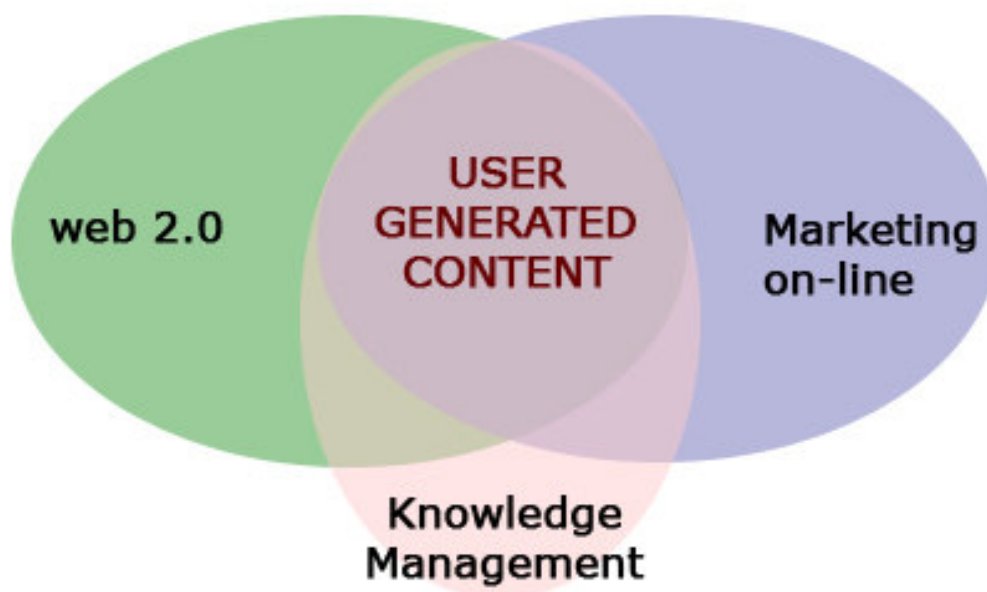 USER
GENERATED
CONTENT
web 2.0
Marketing
on-line
Knowledge
Management